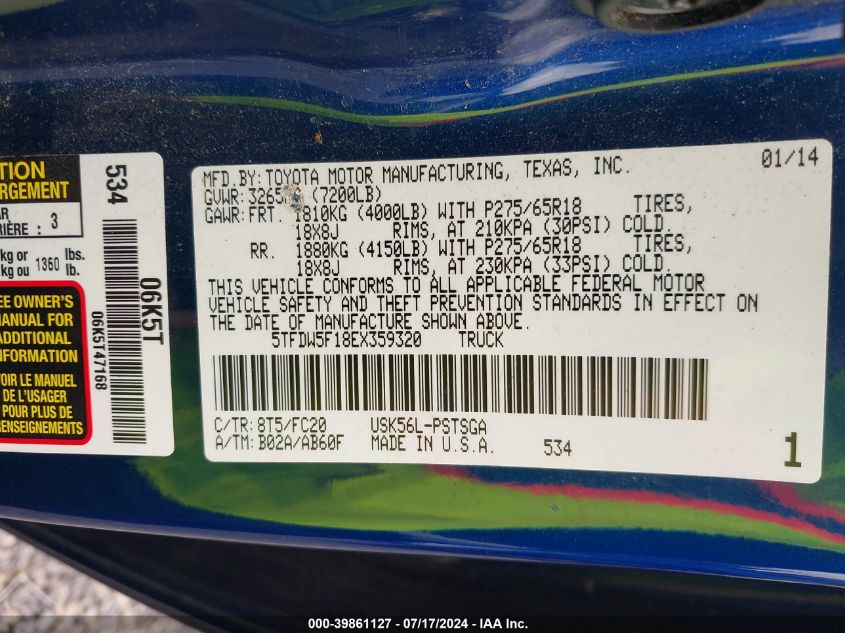 TION
RGEMENT
AR
RIÈRE : 3
kg or 1360 lbs.
kg ou lb.
EE OWNER'S
MANUAL FOR
ADDITIONAL
INFORMATION
VOIR LE MANUEL
DE L'USAGER
POUR PLUS DE
RENSEIGNEMENTS
534
06K5T
06K5T47168
MFD. BY: TOYOTA MOTOR MANUFACTURING, TEXAS, INC. 01/14
GVWR: (7200LB)
GAWR: FRT. 1810KG (4000LB) WITH P275/65R18 TIRES,
18X8J RIMS, AT 210KPA (30PSI) COLD.
RR. 1880KG (4150LB) WITH P275/65R18 TIRES,
18X8J RIMS, AT 230KPA (33PSI) COLD.
THIS VEHICLE CONFORMS TO ALL APPLICABLE FEDERAL MOTOR
VEHICLE SAFETY AND THEFT PREVENTION STANDARDS IN EFFECT ON
THE DATE OF MANUFACTURE SHOWN ABOVE.
5TFDW5F18EX359320 TRUCK
C/TR: 8T5/FC20 USK56L-PSTSGA
A/TM: B02A/AB60F MADE IN U.S.A. 534 1
000-39861127 - 07/17/2024 - IAA Inc.